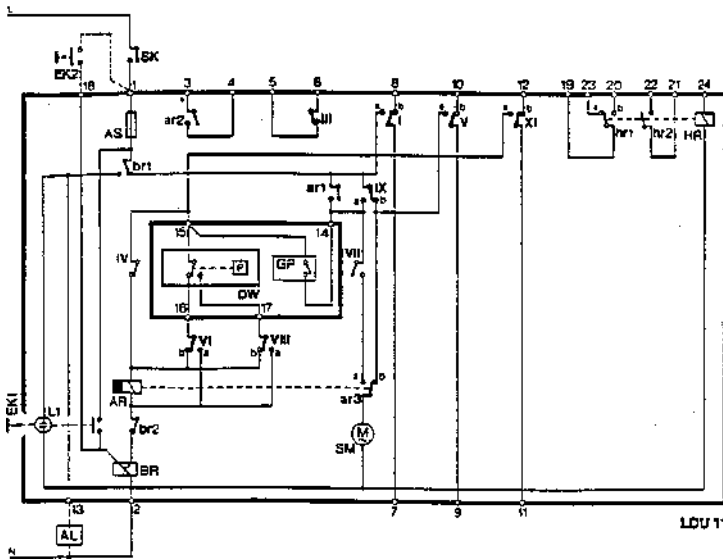 L
EK2
SK
18 1 3 4 5 6 8 10 12 19 23 20 22 21 24
AS
ar2
III
a b I
a b V
a b XI
a b hr1
hr2
HR
br1
ar1
IX
a b
15 14
IV
P
GP
DW
VII
16 17
VI
b a
VIII
b a
AR
a b
ar3
EK1
L1
br2
M
SM
BR
13 2 7 9 11
AL
N